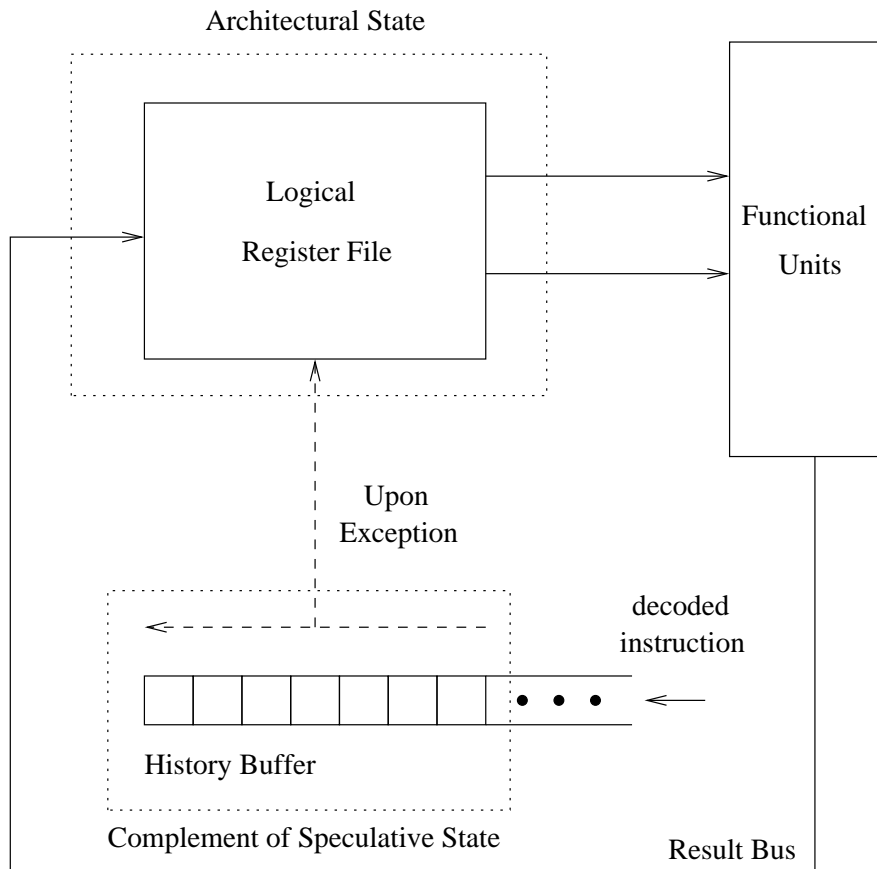 Architectural State
Logical
Register File
Functional
Units
Upon
Exception
decoded
instruction
History Buffer
Complement of Speculative State
Result Bus